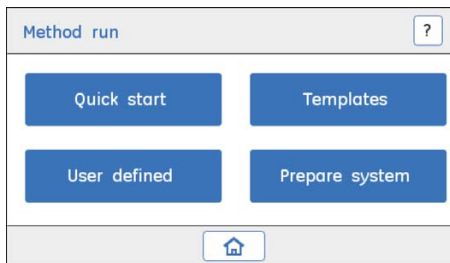 Method run ?
Quick start Templates
User defined Prepare system